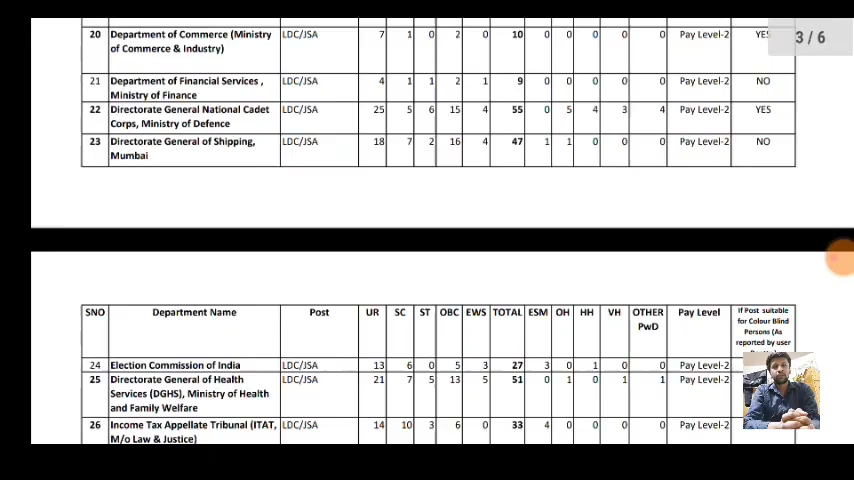 20 Department of Commerce (Ministry of Commerce & Industry) LDC/JSA 7 1 0 2 0 10 0 0 0 0 0 Pay Level-2 YES
3 / 6
21 Department of Financial Services , Ministry of Finance LDC/JSA 4 1 1 2 1 9 0 0 0 0 0 Pay Level-2 NO
22 Directorate General National Cadet Corps, Ministry of Defence LDC/JSA 25 5 6 15 4 55 0 5 4 3 4 Pay Level-2 YES
23 Directorate General of Shipping, Mumbai LDC/JSA 18 7 2 16 4 47 1 1 0 0 0 Pay Level-2 NO
SNO Department Name Post UR SC ST OBC EWS TOTAL ESM OH HH VH OTHER PwD Pay Level If Post suitable for Colour Blind Persons (As reported by user
24 Election Commission of India LDC/JSA 13 6 0 5 3 27 3 0 1 0 0 Pay Level-2
25 Directorate General of Health Services (DGHS), Ministry of Health and Family Welfare LDC/JSA 21 7 5 13 5 51 0 1 0 1 1 Pay Level-2
26 Income Tax Appellate Tribunal (ITAT, M/o Law & Justice) LDC/JSA 14 10 3 6 0 33 4 0 0 0 0 Pay Level-2